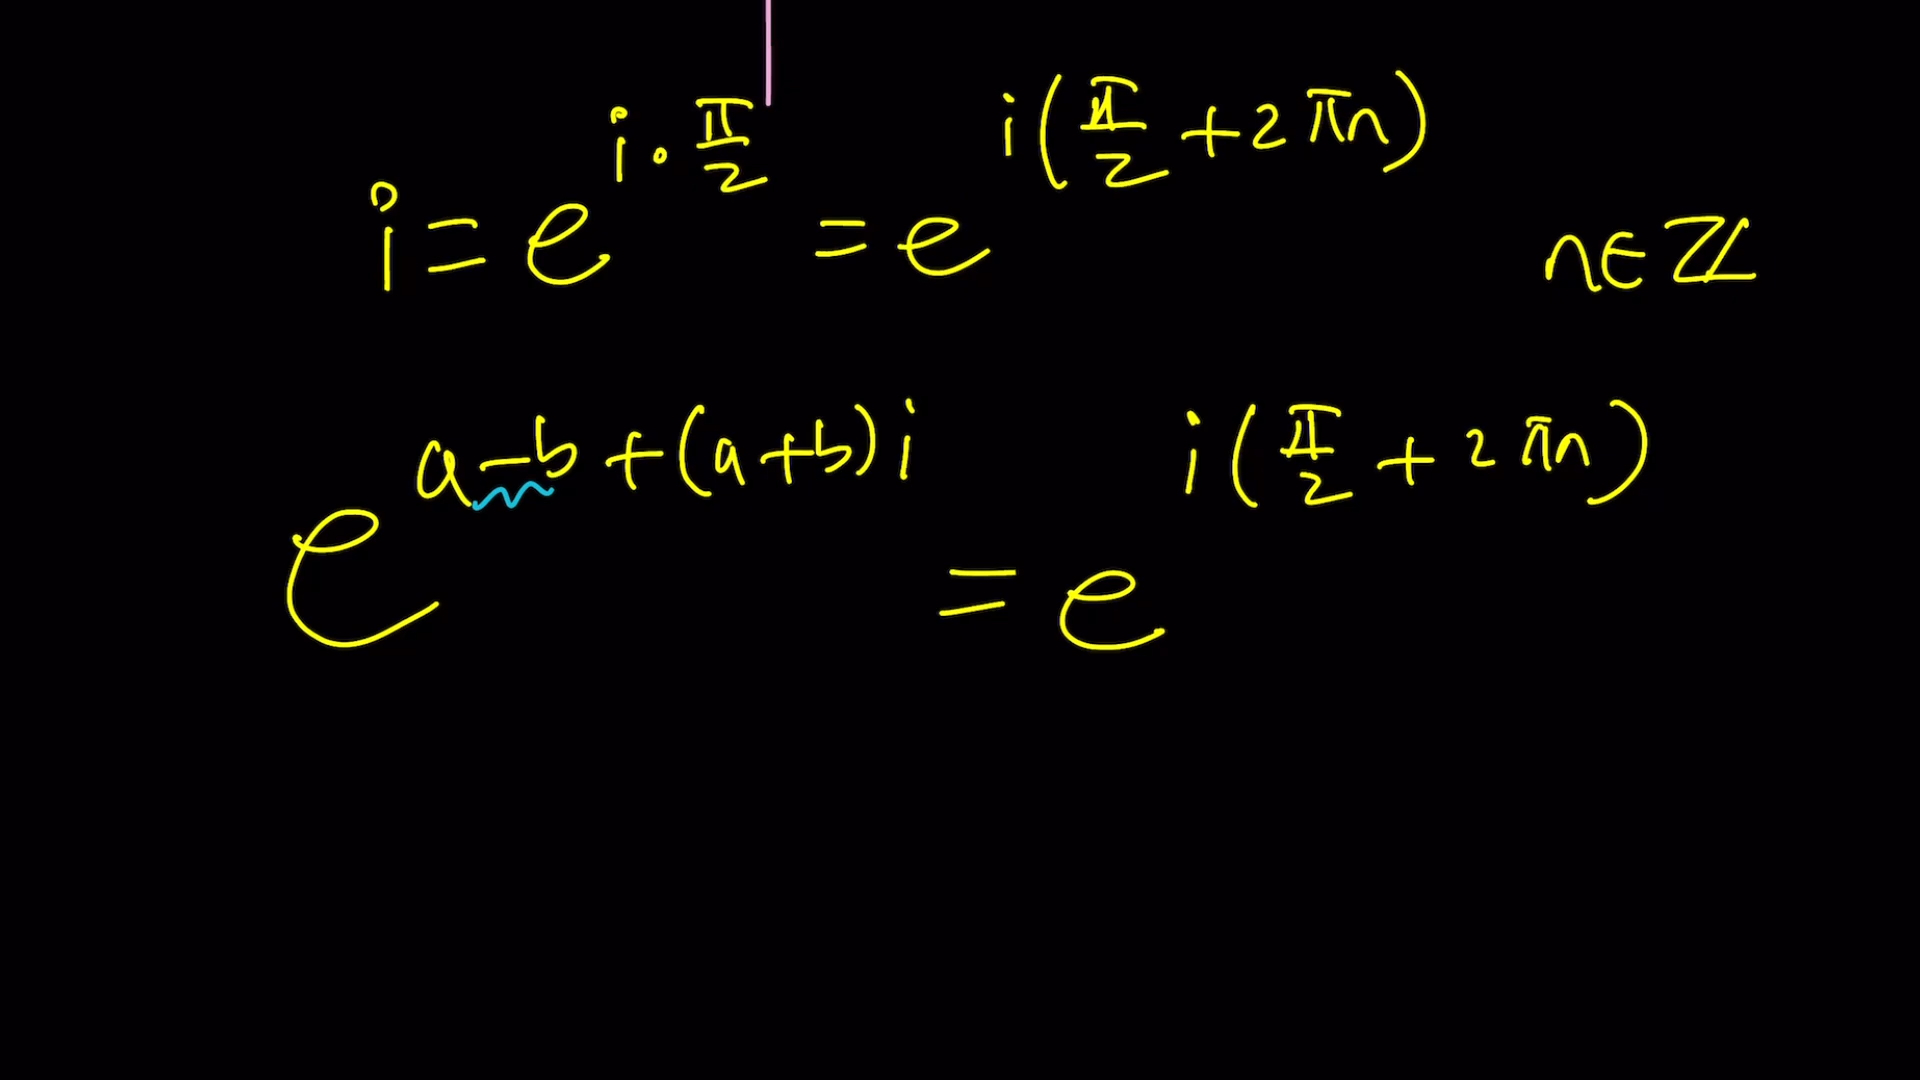 i = e^{i · π/2} = e^{i(π/2 + 2πn)} n ∈ ℤ
e^{a-b+(a+b)i} = e^{i(π/2 + 2πn)}